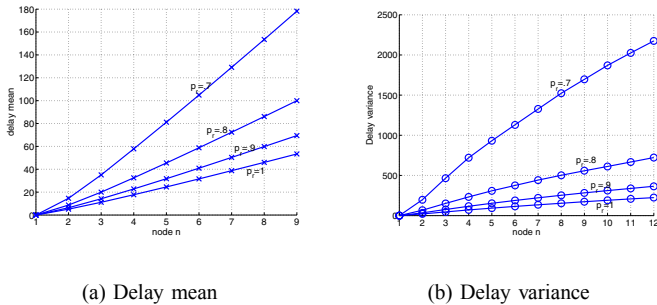 180
160
140
120
100
80
60
40
20
0
delay mean
p_r=.7
p_r=.8
p_r=.9
p_r=1
1 2 3 4 5 6 7 8 9
node n
(a) Delay mean
2500
2000
1500
1000
500
0
Delay variance
p_r=.7
p_r=.8
p_r=.9
p_r=1
1 2 3 4 5 6 7 8 9 10 11 12
node n
(b) Delay variance